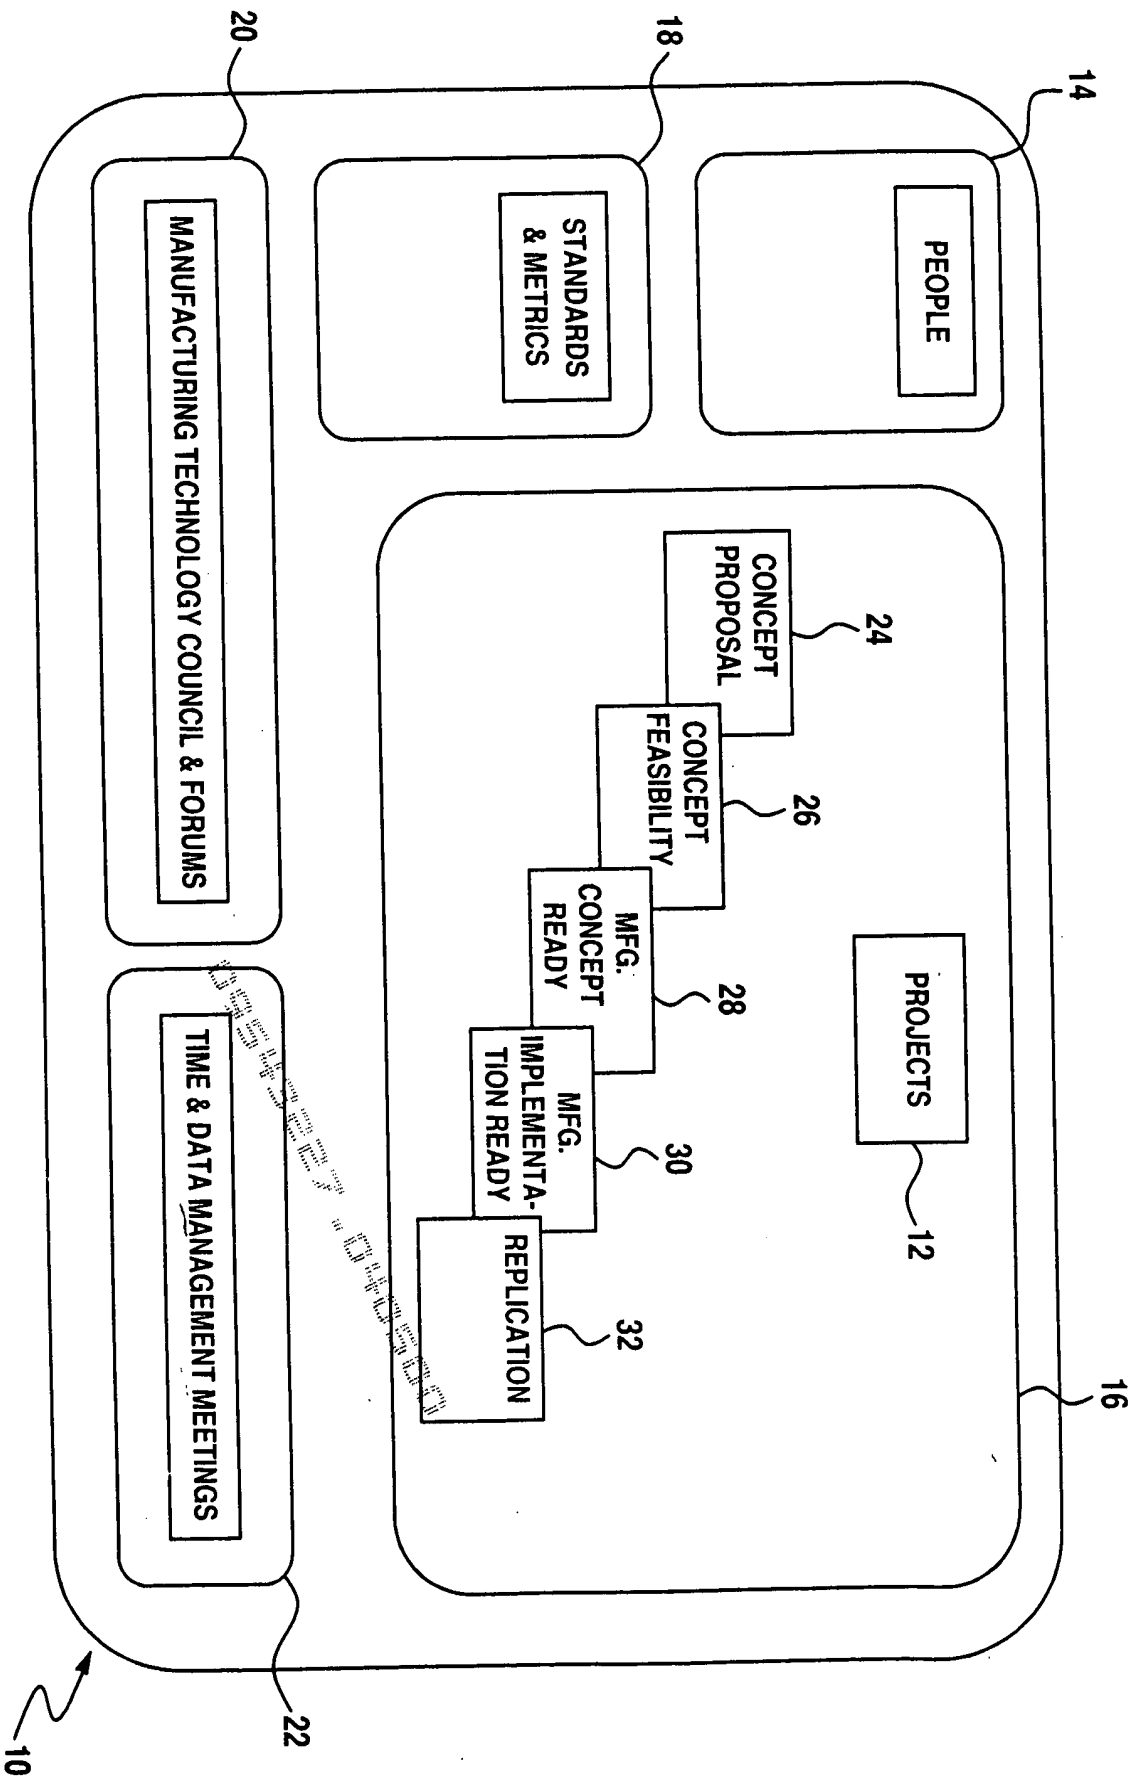 14
PEOPLE
18
STANDARDS
& METRICS
20
MANUFACTURING TECHNOLOGY COUNCIL & FORUMS
16
PROJECTS
12
24
CONCEPT
PROPOSAL
26
CONCEPT
FEASIBILITY
28
MFG.
CONCEPT
READY
30
MFG.
IMPLEMENTA-
TION READY
32
REPLICATION
TIME & DATA MANAGEMENT MEETINGS
22
10